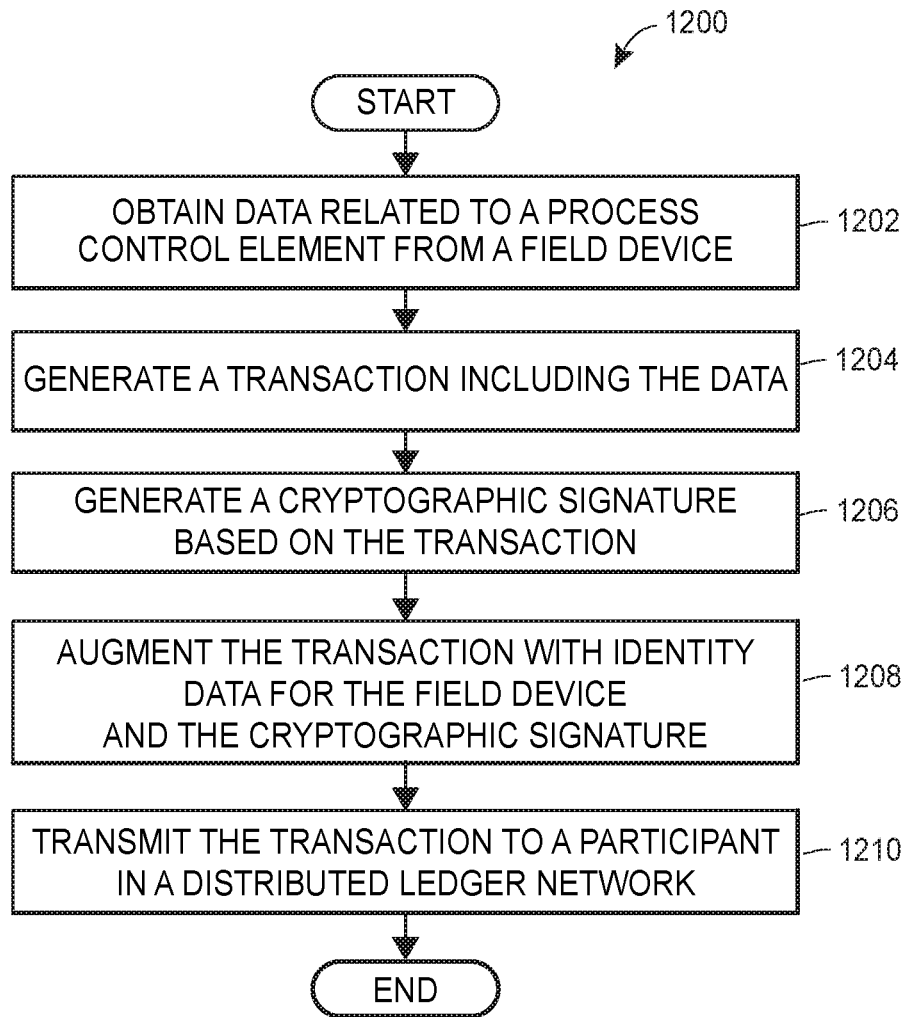 1200
START
OBTAIN DATA RELATED TO A PROCESS
CONTROL ELEMENT FROM A FIELD DEVICE
1202
GENERATE A TRANSACTION INCLUDING THE DATA
1204
GENERATE A CRYPTOGRAPHIC SIGNATURE
BASED ON THE TRANSACTION
1206
AUGMENT THE TRANSACTION WITH IDENTITY
DATA FOR THE FIELD DEVICE
AND THE CRYPTOGRAPHIC SIGNATURE
1208
TRANSMIT THE TRANSACTION TO A PARTICIPANT
IN A DISTRIBUTED LEDGER NETWORK
1210
END